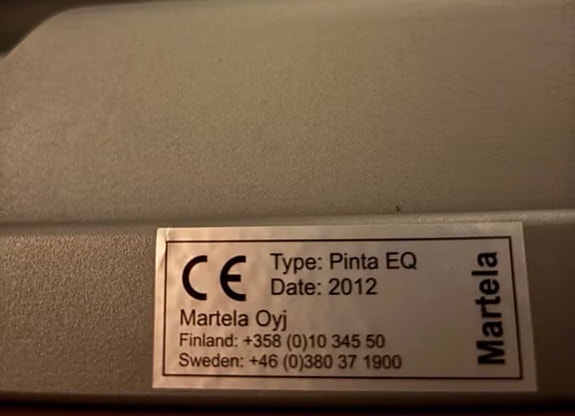 CE
Type: Pinta EQ
Date: 2012
Martela Oyj
Finland: +358 (0)10 345 50
Sweden: +46 (0)380 37 1900
Martela